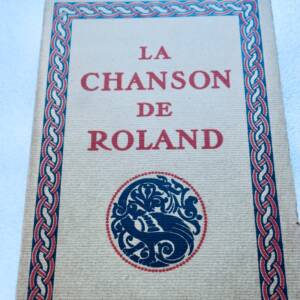 LA
CHANSON
DE
ROLAND